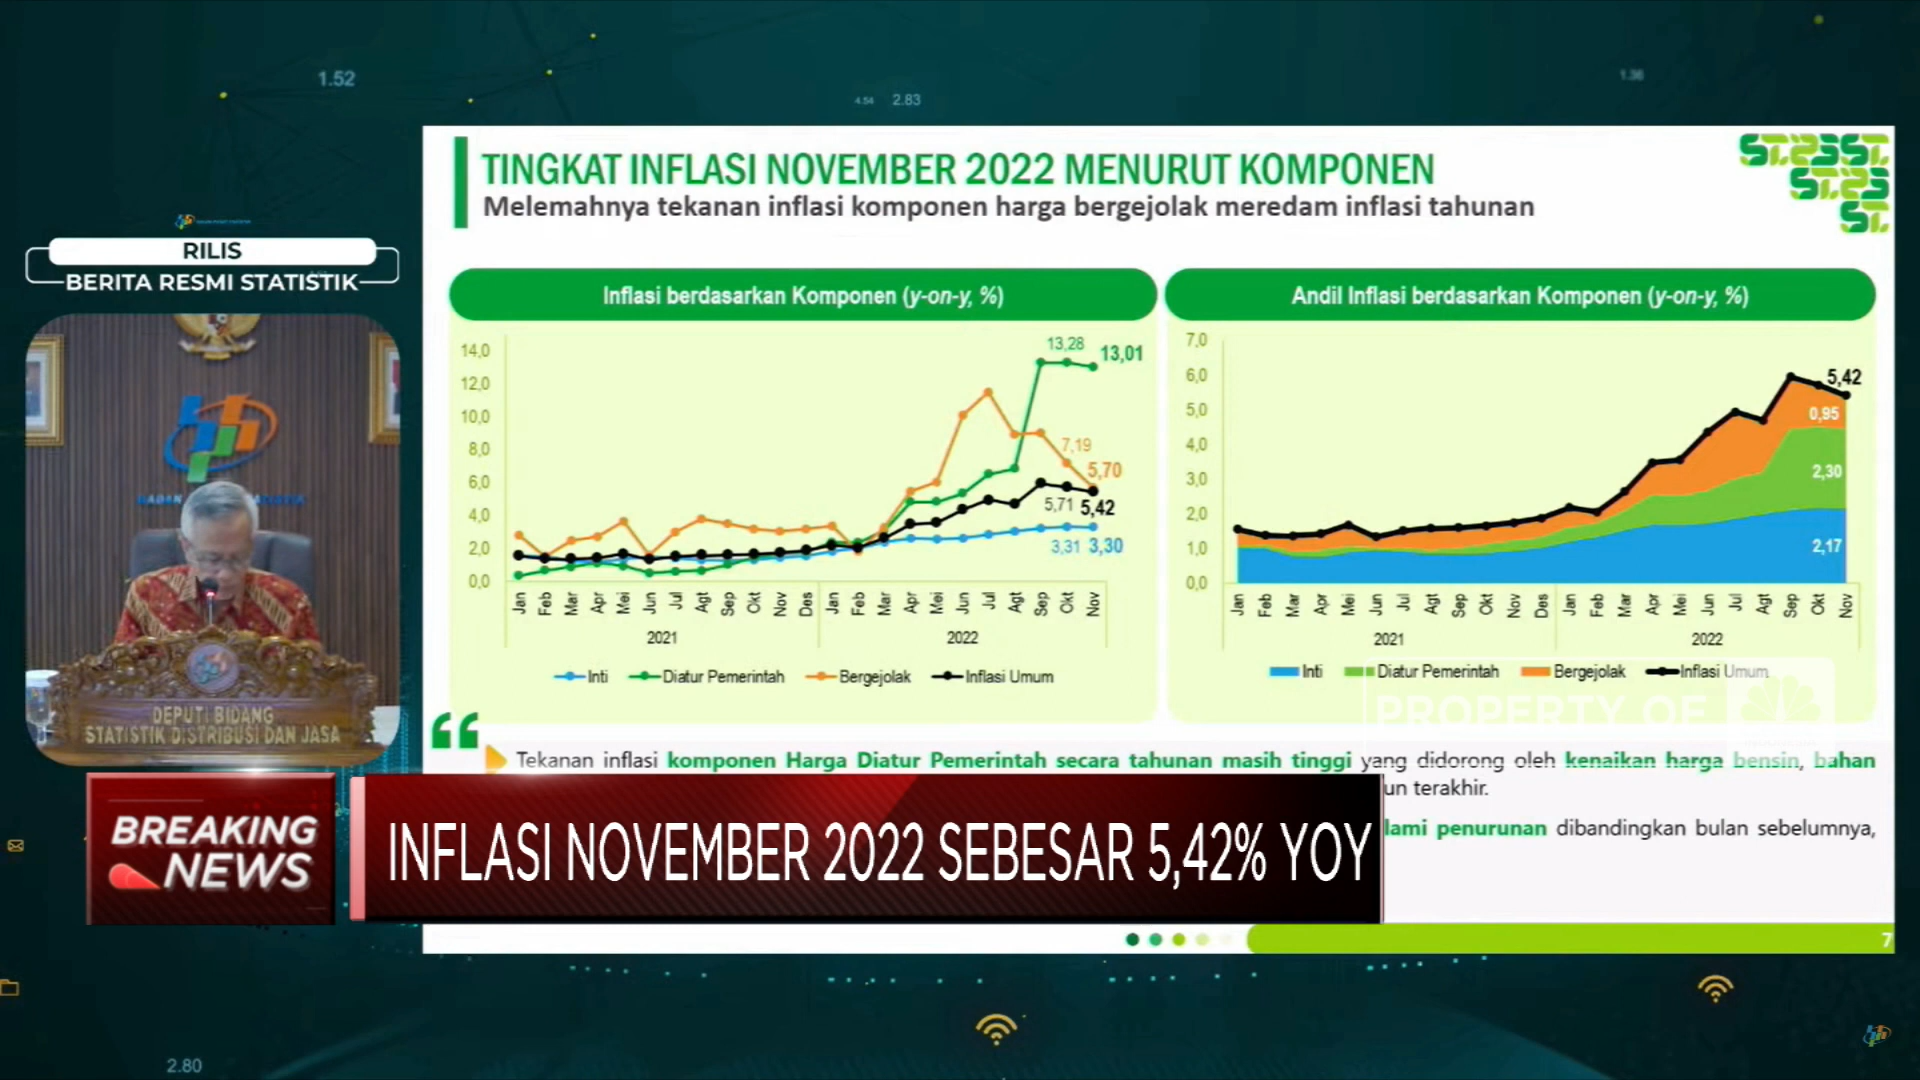 1.52
4.54 2.83
1.36
RILIS
BERITA RESMI STATISTIK
DEPUTI BIDANG
STATISTIK DISTRIBUSI DAN JASA
TINGKAT INFLASI NOVEMBER 2022 MENURUT KOMPONEN
Melemahnya tekanan inflasi komponen harga bergejolak meredam inflasi tahunan
Inflasi berdasarkan Komponen (y-on-y, %)
14,0
12,0
10,0
8,0
6,0
4,0
2,0
0,0
13,28 13,01
7,19
5,70
5,71 5,42
3,31 3,30
Jan Feb Mar Apr Mei Jun Jul Agt Sep Okt Nov Des Jan Feb Mar Apr Mei Jun Jul Agt Sep Okt Nov
2021 2022
Inti Diatur Pemerintah Bergejolak Inflasi Umum
Andil Inflasi berdasarkan Komponen (y-on-y, %)
7,0
6,0
5,0
4,0
3,0
2,0
1,0
0,0
5,42
0,95
2,30
2,17
Jan Feb Mar Apr Mei Jun Jul Agt Sep Okt Nov Des Jan Feb Mar Apr Mei Jun Jul Agt Sep Okt Nov
2021 2022
Inti Diatur Pemerintah Bergejolak Inflasi Umum
PROPERTY OF
“ Tekanan inflasi komponen Harga Diatur Pemerintah secara tahunan masih tinggi yang didorong oleh kenaikan harga bensin, bahan
un terakhir.
lami penurunan dibandingkan bulan sebelumnya,
BREAKING
NEWS
INFLASI NOVEMBER 2022 SEBESAR 5,42% YOY
7
2.80